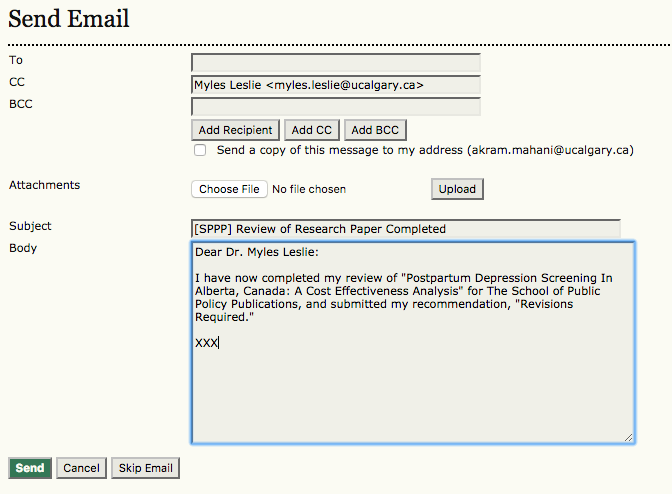 Send Email
To
CC
Myles Leslie <myles.leslie@ucalgary.ca>
BCC
Add Recipient Add CC Add BCC
Send a copy of this message to my address (akram.mahani@ucalgary.ca)
Attachments
Choose File No file chosen Upload
Subject
[SPPP] Review of Research Paper Completed
Body
Dear Dr. Myles Leslie:
I have now completed my review of "Postpartum Depression Screening In
Alberta, Canada: A Cost Effectiveness Analysis" for The School of Public
Policy Publications, and submitted my recommendation, "Revisions
Required."
XXX
Send Cancel Skip Email